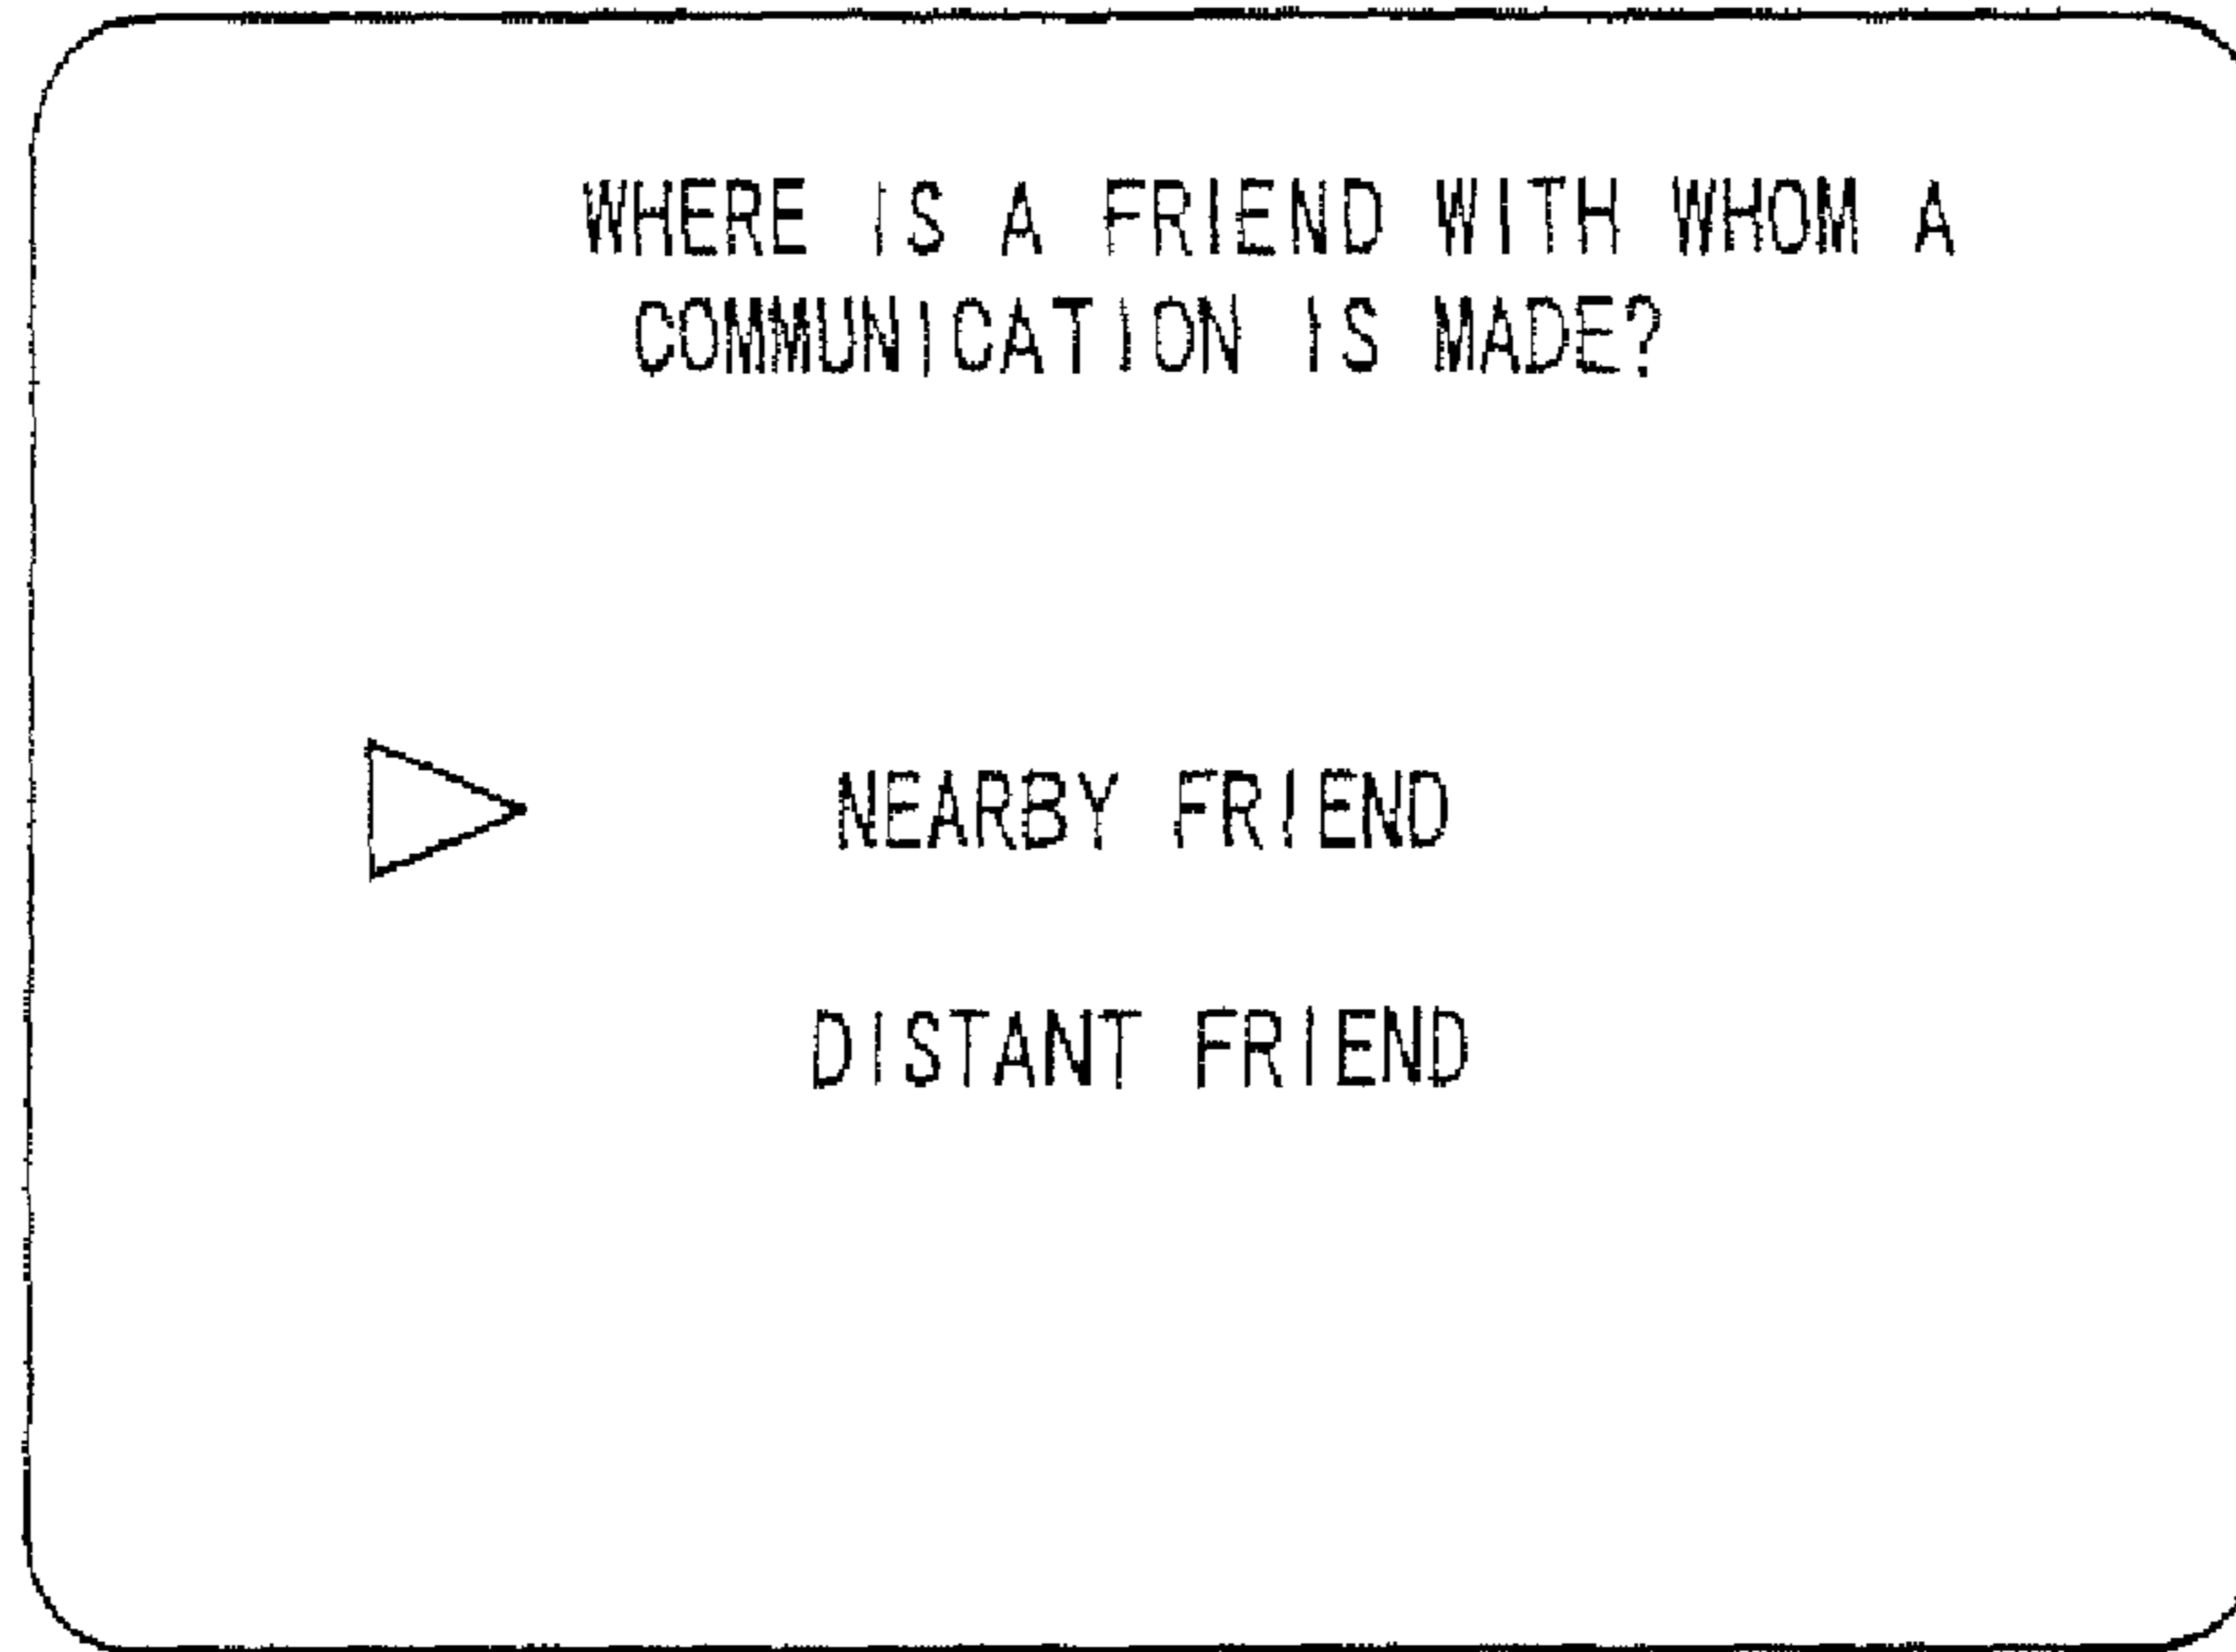 WHERE IS A FRIEND WITH WHOM A
COMMUNICATION IS MADE?
NEARBY FRIEND
DISTANT FRIEND